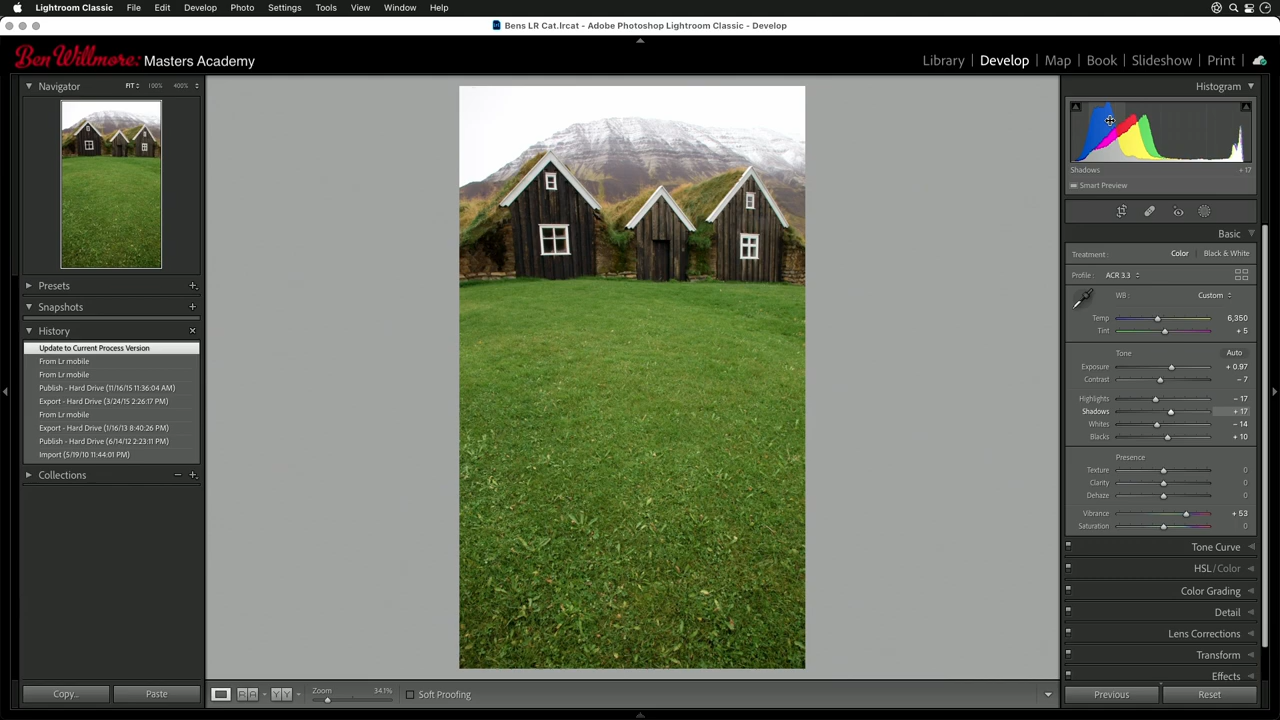 Lightroom Classic File Edit Develop Photo Settings Tools View Window Help
Bens LR Cat.lrcat - Adobe Photoshop Lightroom Classic - Develop
Ben Willmore: Masters Academy
Library | Develop | Map | Book | Slideshow | Print
Navigator FIT 100% 400%
Presets
Snapshots
History
Update to Current Process Version
From Lr mobile
From Lr mobile
Publish - Hard Drive (11/16/15 11:36:04 AM)
Export - Hard Drive (3/24/15 2:26:17 PM)
From Lr mobile
Export - Hard Drive (1/16/13 8:40:26 PM)
Publish - Hard Drive (6/14/12 2:23:11 PM)
Import (5/19/10 11:44:01 PM)
Collections
Copy... Paste
Zoom 34.1% Soft Proofing
Histogram
Shadows +17
Smart Preview
Basic
Treatment: Color Black & White
Profile: ACR 3.3
WB: Custom
Temp 6,350
Tint + 5
Tone Auto
Exposure + 0.97
Contrast − 7
Highlights − 17
Shadows + 17
Whites − 14
Blacks + 10
Presence
Texture 0
Clarity 0
Dehaze 0
Vibrance + 53
Saturation 0
Tone Curve
HSL / Color
Color Grading
Detail
Lens Corrections
Transform
Effects
Previous Reset